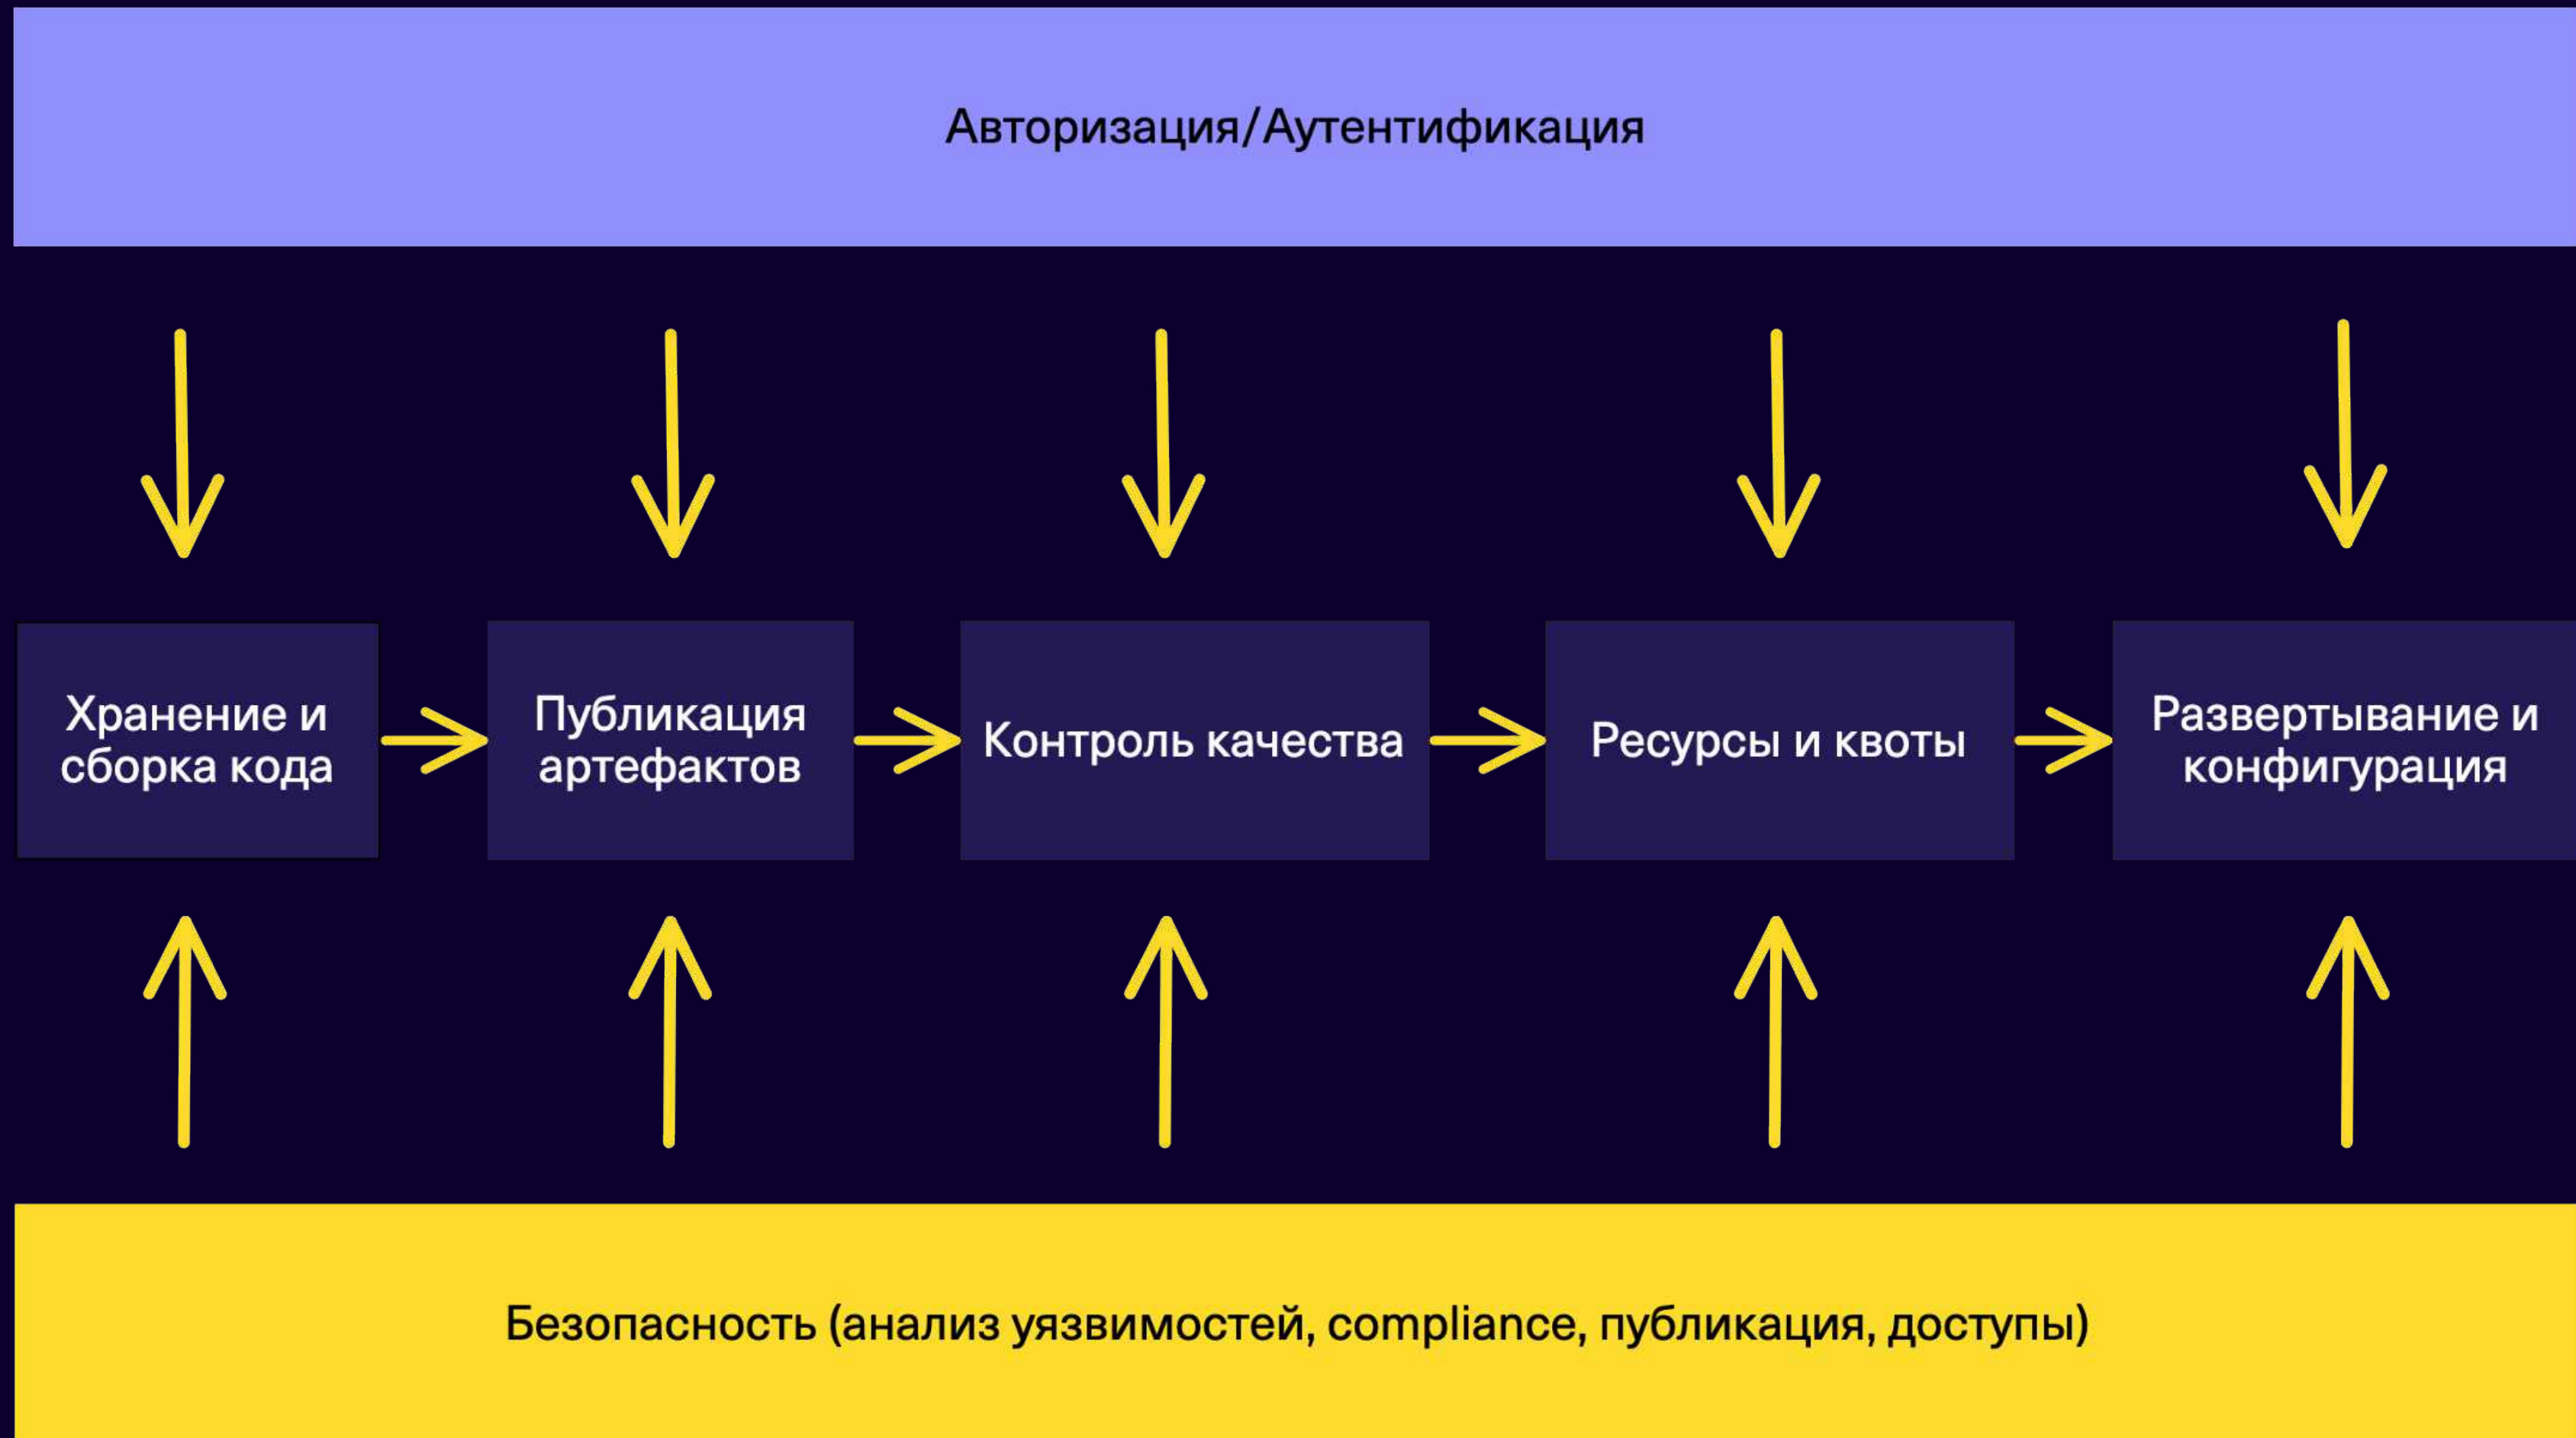 Авторизация/Аутентификация
Хранение и
сборка кода
Публикация
артефактов
Контроль качества
Ресурсы и квоты
Развертывание и
конфигурация
Безопасность (анализ уязвимостей, compliance, публикация, доступы)